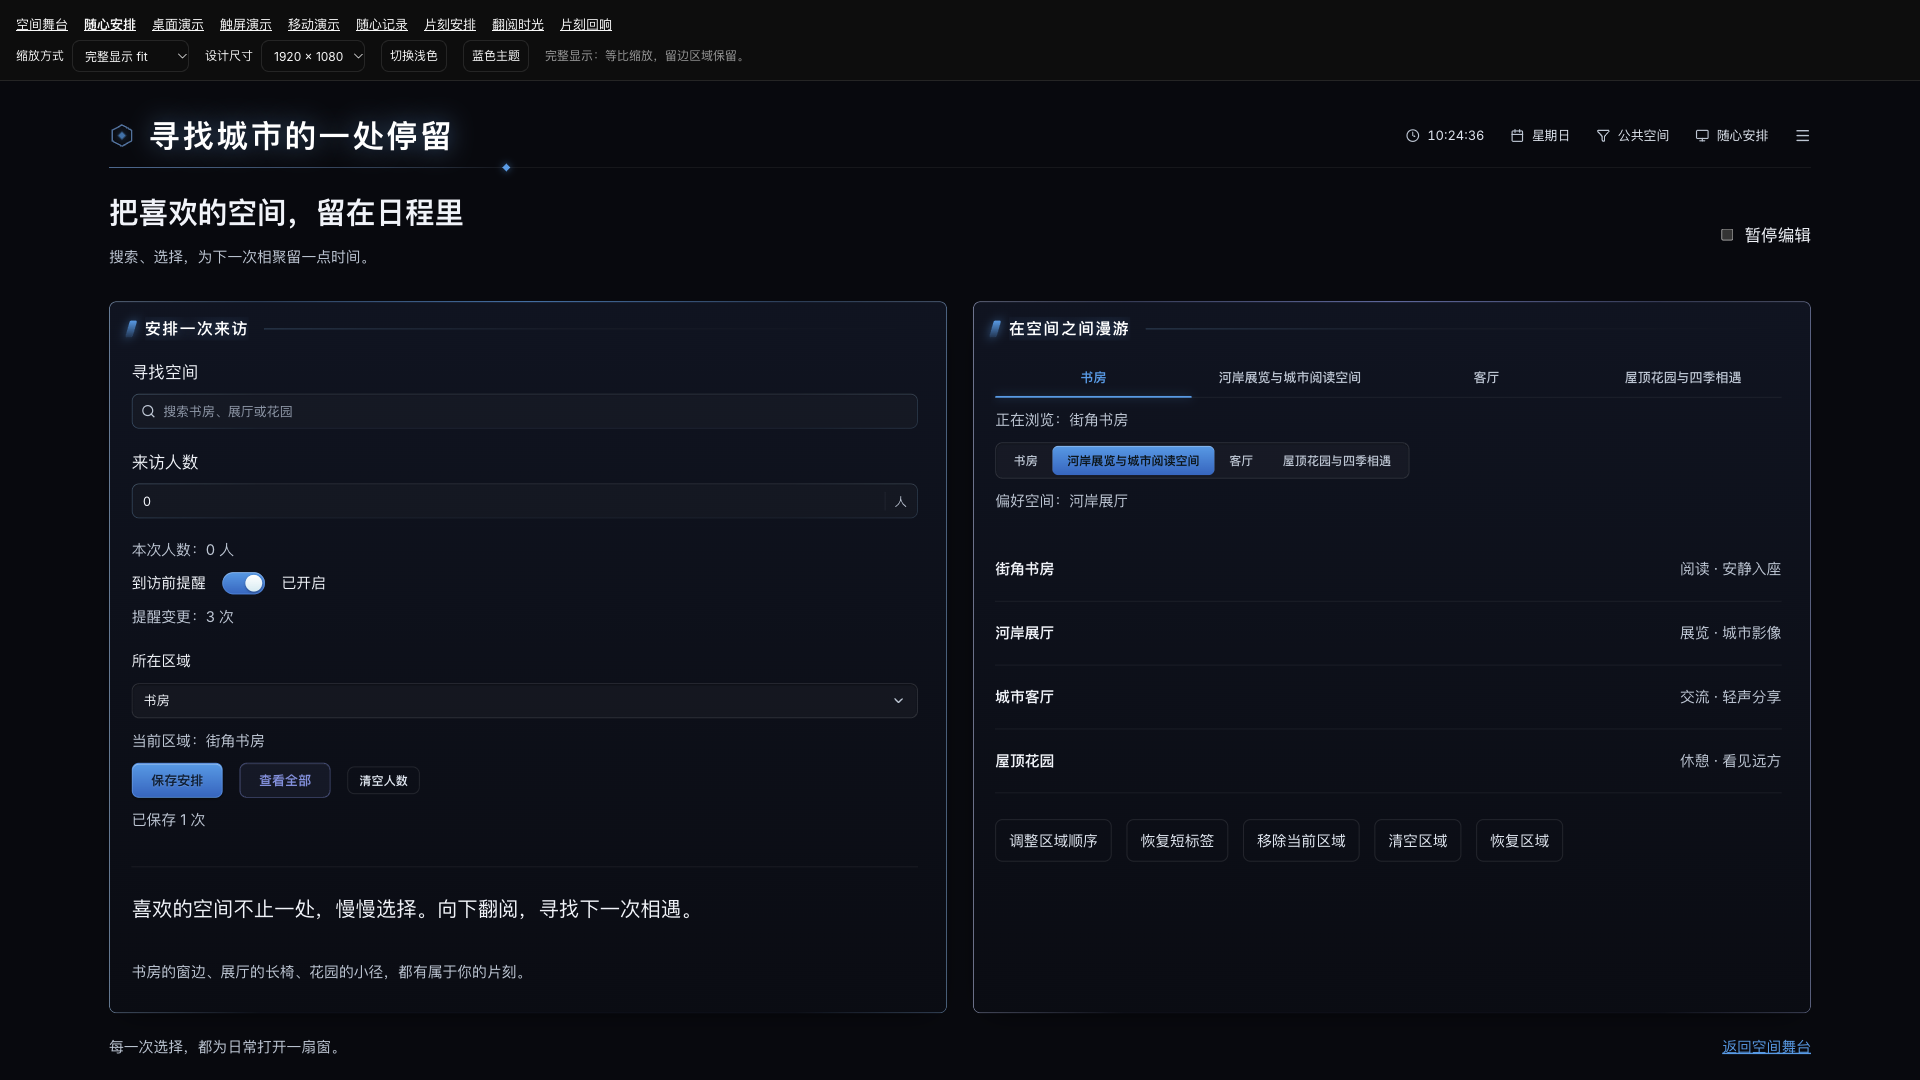 空间舞台 随心安排 桌面演示 触屏演示 移动演示 随心记录 片刻安排 翻阅时光 片刻回响
缩放方式 完整显示 fit 设计尺寸 1920 × 1080 切换浅色 蓝色主题 完整显示：等比缩放，留边区域保留。
寻找城市的一处停留
10:24:36 星期日 公共空间 随心安排
把喜欢的空间，留在日程里
搜索、选择，为下一次相聚留一点时间。
暂停编辑
安排一次来访
寻找空间
搜索书房、展厅或花园
来访人数
0 人
本次人数：0 人
到访前提醒 已开启
提醒变更：3 次
所在区域
书房
当前区域：街角书房
保存安排 查看全部 清空人数
已保存 1 次
喜欢的空间不止一处，慢慢选择。向下翻阅，寻找下一次相遇。
书房的窗边、展厅的长椅、花园的小径，都有属于你的片刻。
在空间之间漫游
书房 河岸展览与城市阅读空间 客厅 屋顶花园与四季相遇
正在浏览：街角书房
书房 河岸展览与城市阅读空间 客厅 屋顶花园与四季相遇
偏好空间：河岸展厅
街角书房 阅读 · 安静入座
河岸展厅 展览 · 城市影像
城市客厅 交流 · 轻声分享
屋顶花园 休憩 · 看见远方
调整区域顺序 恢复短标签 移除当前区域 清空区域 恢复区域
每一次选择，都为日常打开一扇窗。
返回空间舞台